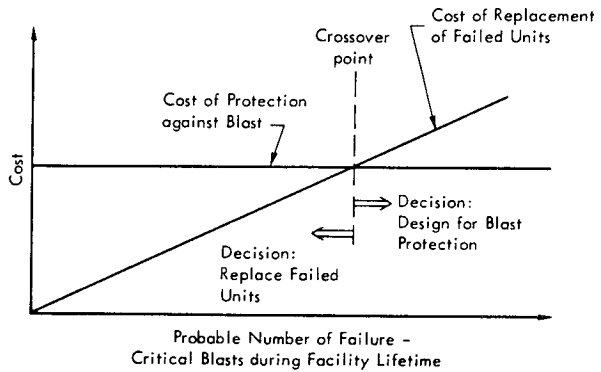 Cost of Replacement
of Failed Units
Crossover
point
Cost of Protection
against Blast
Cost
Decision:
Design for Blast
Protection
Decision:
Replace Failed
Units
Probable Number of Failure –
Critical Blasts during Facility Lifetime